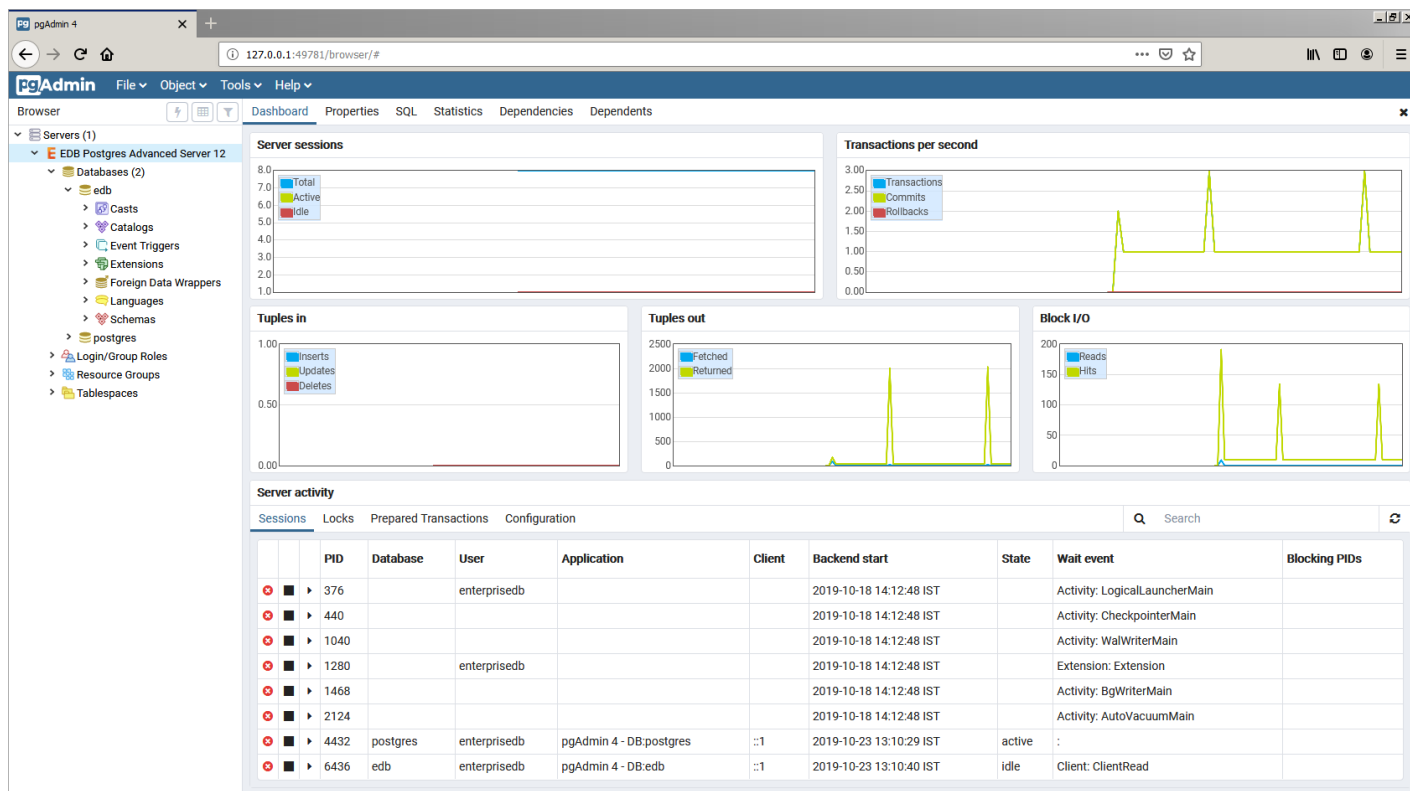 pgAdmin 4
127.0.0.1:49781/browser/#
pgAdmin File Object Tools Help
Browser
Dashboard Properties SQL Statistics Dependencies Dependents
Servers (1)
EDB Postgres Advanced Server 12
Databases (2)
edb
Casts
Catalogs
Event Triggers
Extensions
Foreign Data Wrappers
Languages
Schemas
postgres
Login/Group Roles
Resource Groups
Tablespaces
Server sessions
8.0
7.0
6.0
5.0
4.0
3.0
2.0
1.0
Total
Active
Idle
Transactions per second
3.00
2.50
2.00
1.50
1.00
0.50
0.00
Transactions
Commits
Rollbacks
Tuples in
1.00
0.50
0.00
Inserts
Updates
Deletes
Tuples out
2500
2000
1500
1000
500
0
Fetched
Returned
Block I/O
200
150
100
50
0
Reads
Hits
Server activity
Sessions Locks Prepared Transactions Configuration Search
PID Database User Application Client Backend start State Wait event Blocking PIDs
376 enterprisedb 2019-10-18 14:12:48 IST Activity: LogicalLauncherMain
440 2019-10-18 14:12:48 IST Activity: CheckpointerMain
1040 2019-10-18 14:12:48 IST Activity: WalWriterMain
1280 enterprisedb 2019-10-18 14:12:48 IST Extension: Extension
1468 2019-10-18 14:12:48 IST Activity: BgWriterMain
2124 2019-10-18 14:12:48 IST Activity: AutoVacuumMain
4432 postgres enterprisedb pgAdmin 4 - DB:postgres ::1 2019-10-23 13:10:29 IST active :
6436 edb enterprisedb pgAdmin 4 - DB:edb ::1 2019-10-23 13:10:40 IST idle Client: ClientRead